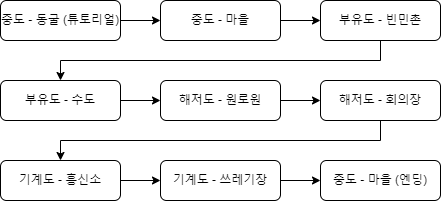 중도 - 동굴 (튜토리얼)
중도 - 마을
부유도 - 빈민촌
부유도 - 수도
해저도 - 원로원
해저도 - 회의장
기계도 - 흥신소
기계도 - 쓰레기장
중도 - 마을 (엔딩)